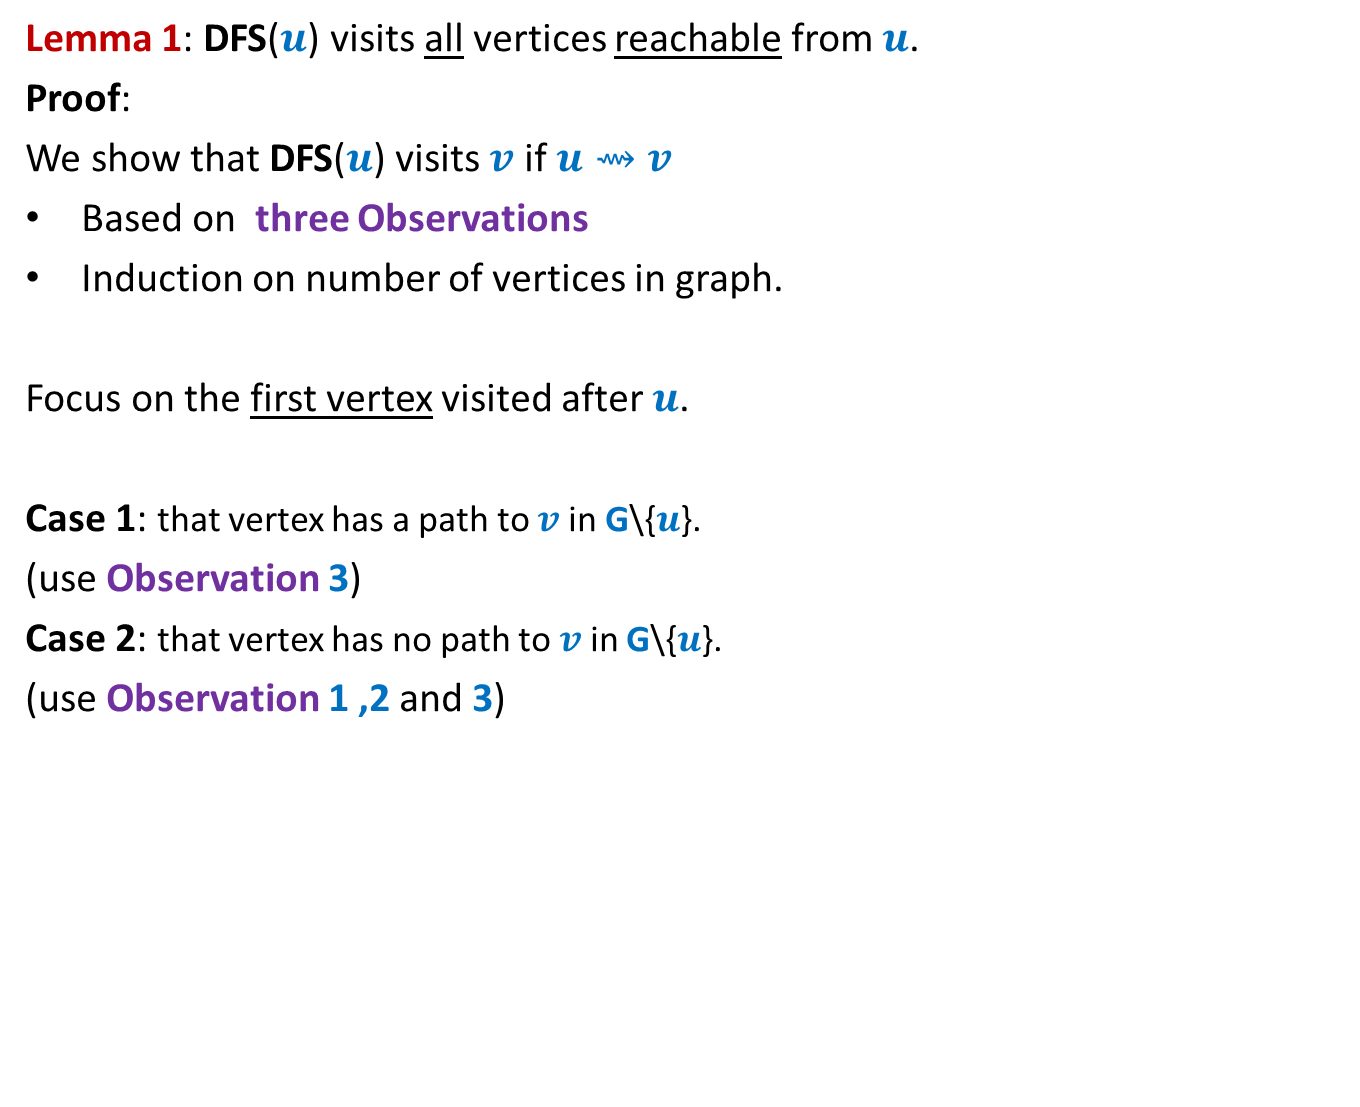 Lemma 1: DFS(u) visits all vertices reachable from u.
Proof:
We show that DFS(u) visits v if u ⇝ v
• Based on three Observations
• Induction on number of vertices in graph.
Focus on the first vertex visited after u.
Case 1: that vertex has a path to v in G\{u}.
(use Observation 3)
Case 2: that vertex has no path to v in G\{u}.
(use Observation 1 ,2 and 3)